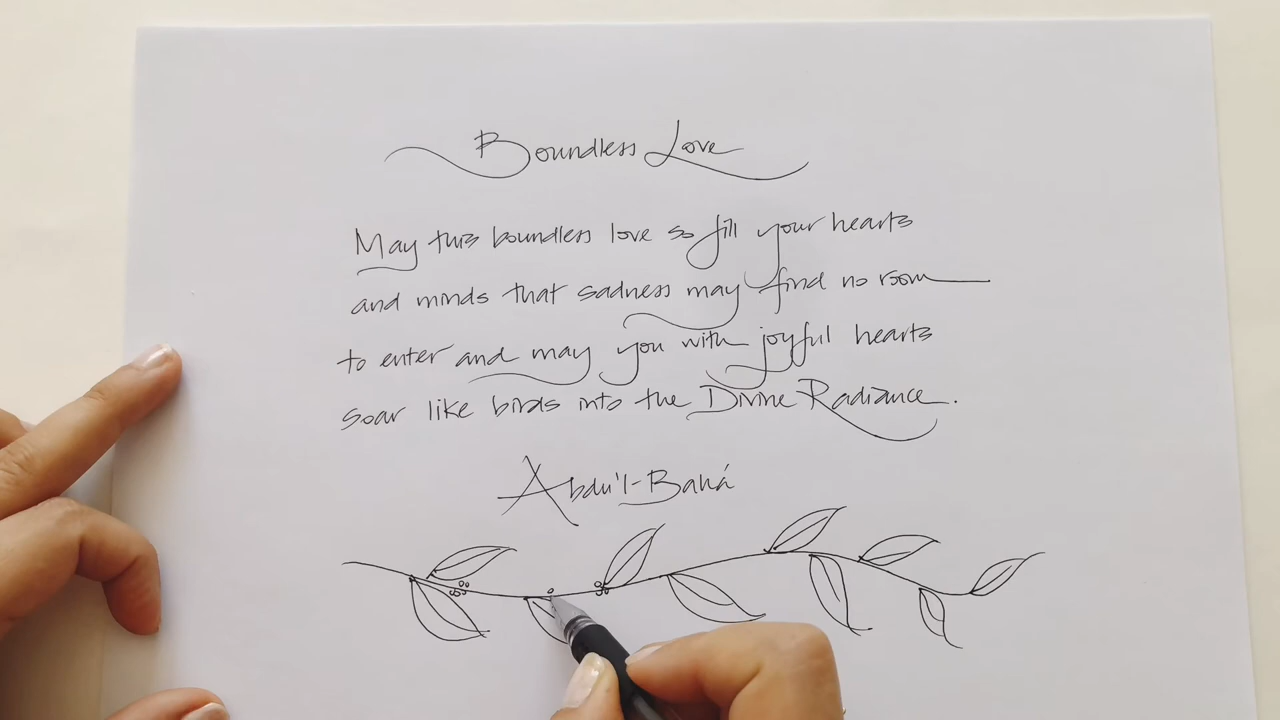 Boundless Love
May this boundless love so fill your hearts
and minds that sadness may find no room
to enter and may you with joyful hearts
soar like birds into the Divine Radiance.
Abdu'l-Bahá